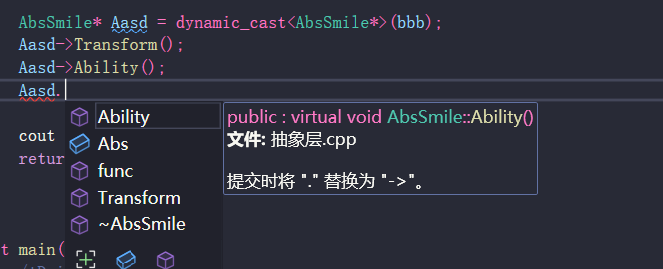 AbsSmile* Aasd = dynamic_cast<AbsSmile*>(bbb);
Aasd->Transform();
Aasd->Ability();
Aasd.
Ability
Abs
func
Transform
~AbsSmile
public : virtual void AbsSmile::Ability()
文件: 抽象层.cpp
提交时将 "." 替换为 "->"。
cout
retur
t main(